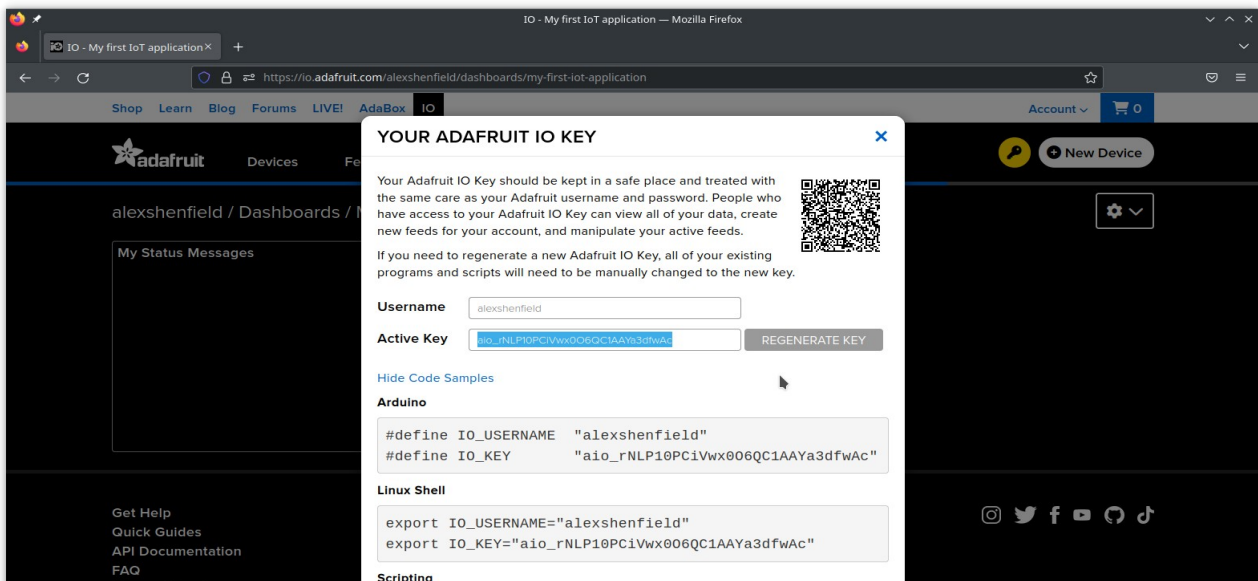 IO - My first IoT application — Mozilla Firefox
IO - My first IoT application
https://io.adafruit.com/alexshenfield/dashboards/my-first-iot-application
Shop Learn Blog Forums LIVE! AdaBox IO
Account
0
YOUR ADAFRUIT IO KEY
adafruit
Devices
Fe
New Device
Your Adafruit IO Key should be kept in a safe place and treated with
the same care as your Adafruit username and password. People who
have access to your Adafruit IO Key can view all of your data, create
new feeds for your account, and manipulate your active feeds.
If you need to regenerate a new Adafruit IO Key, all of your existing
programs and scripts will need to be manually changed to the new key.
alexshenfield / Dashboards /
My Status Messages
Username alexshenfield
Active Key aio_rNLP10PCiVwx0O6QC1AAYa3dfwAc REGENERATE KEY
Hide Code Samples
Arduino
#define IO_USERNAME "alexshenfield"
#define IO_KEY "aio_rNLP10PCiVwx0O6QC1AAYa3dfwAc"
Linux Shell
export IO_USERNAME="alexshenfield"
export IO_KEY="aio_rNLP10PCiVwx0O6QC1AAYa3dfwAc"
Scripting
Get Help
Quick Guides
API Documentation
FAQ